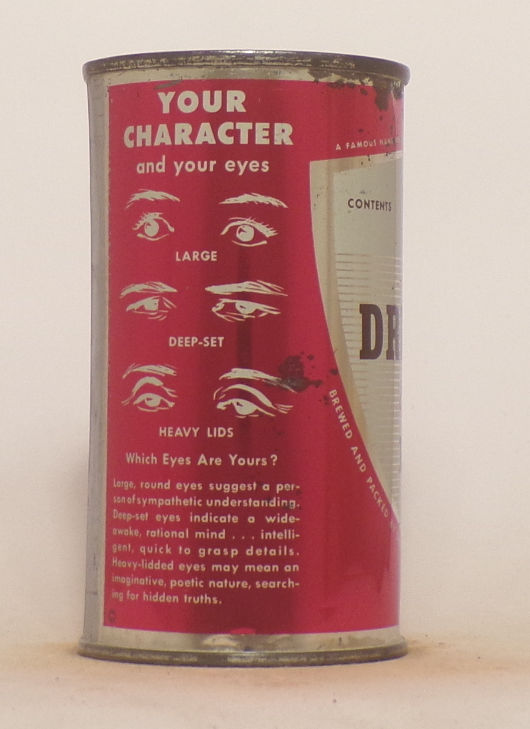 YOUR
CHARACTER
and your eyes
LARGE
DEEP-SET
HEAVY LIDS
Which Eyes Are Yours?
Large, round eyes suggest a per-
son of sympathetic understanding.
Deep-set eyes indicate a wide-
awake, rational mind . . . intelli-
gent, quick to grasp details.
Heavy-lidded eyes may mean an
imaginative, poetic nature, search-
ing for hidden truths.
A FAMOUS
CONTENTS
DR
BREWED AND PACKED